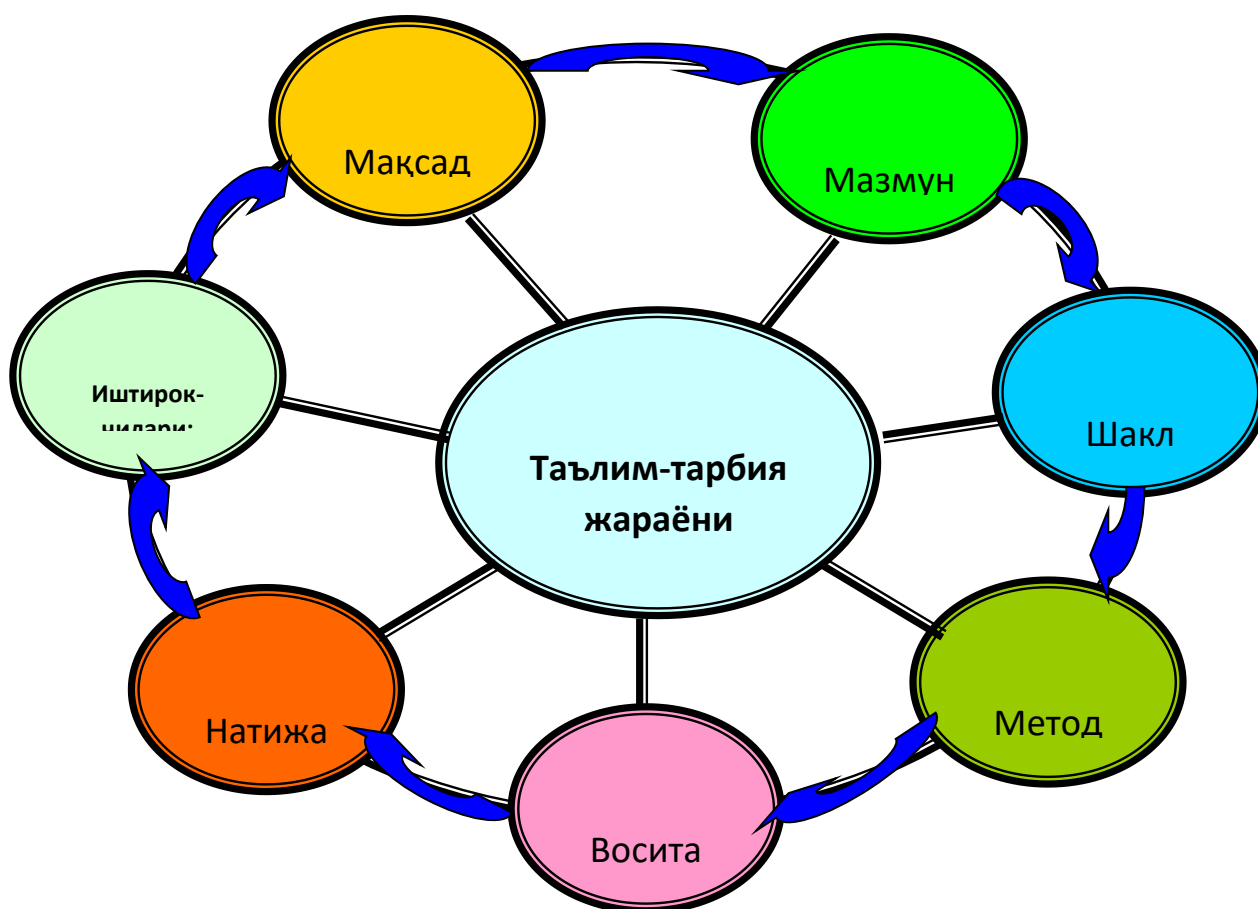 Мақсад
Мазмун
Иштирок-
чилари:
Шакл
Таълим-тарбия
жараёни
Натижа
Метод
Восита